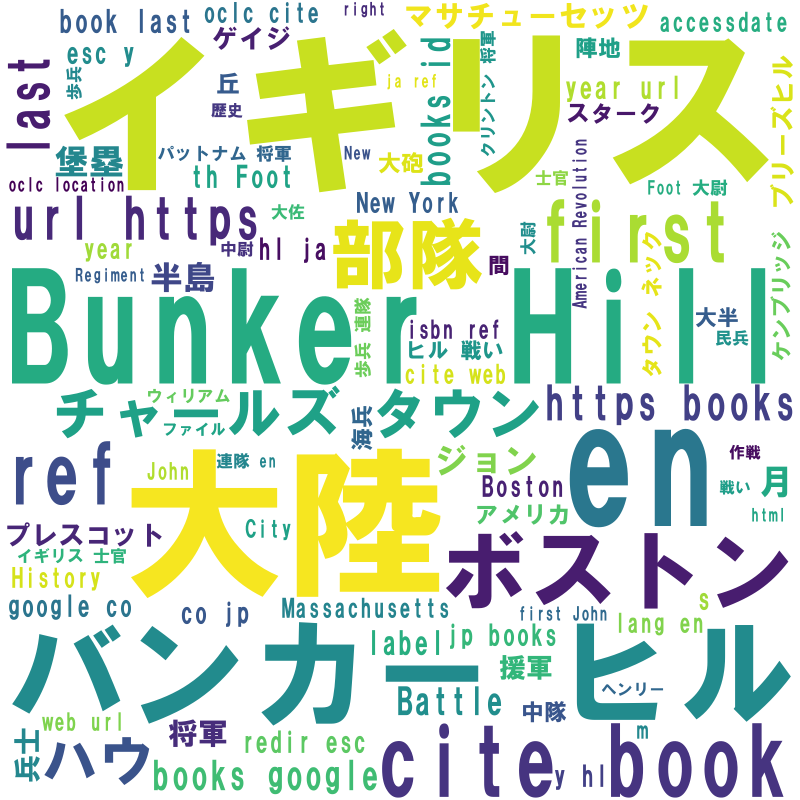 book last
oclc cite
right
マサチューセッツ
accessdate
ゲイジ
esc y
歩兵
イギリス
ja ref
books id
クリントン 将軍
陣地
year url
ブリーズヒル
last
丘
歴史
スターク
堡塁
パットナム 将軍
New
大砲
th Foot
士官
Foot 大尉
oclc location
New York
American Revolution
url https
大佐
部隊
first
大尉
year
中尉
hl ja
間
タウン ネック
ケンブリッジ
Regiment
半島
Bunker Hill
歩兵 連隊
isbn ref
大半
民兵
ヒル 戦い
cite web
ウィリアム
ファイル
チャールズ タウン
海兵
https books
en
ref
連隊 en
John
大陸
ジョン
作戦
Boston
戦い
月
プレスコット
City
アメリカ
html
イギリス 士官
ボストン
History
google co
co jp
Massachusetts
first John
s
lang en
バンカー ヒル
label
jp books
援軍
ヘンリー
Battle
中隊
web url
将軍
m
兵士
ハウ
redir esc
books google
cite
y hl
book